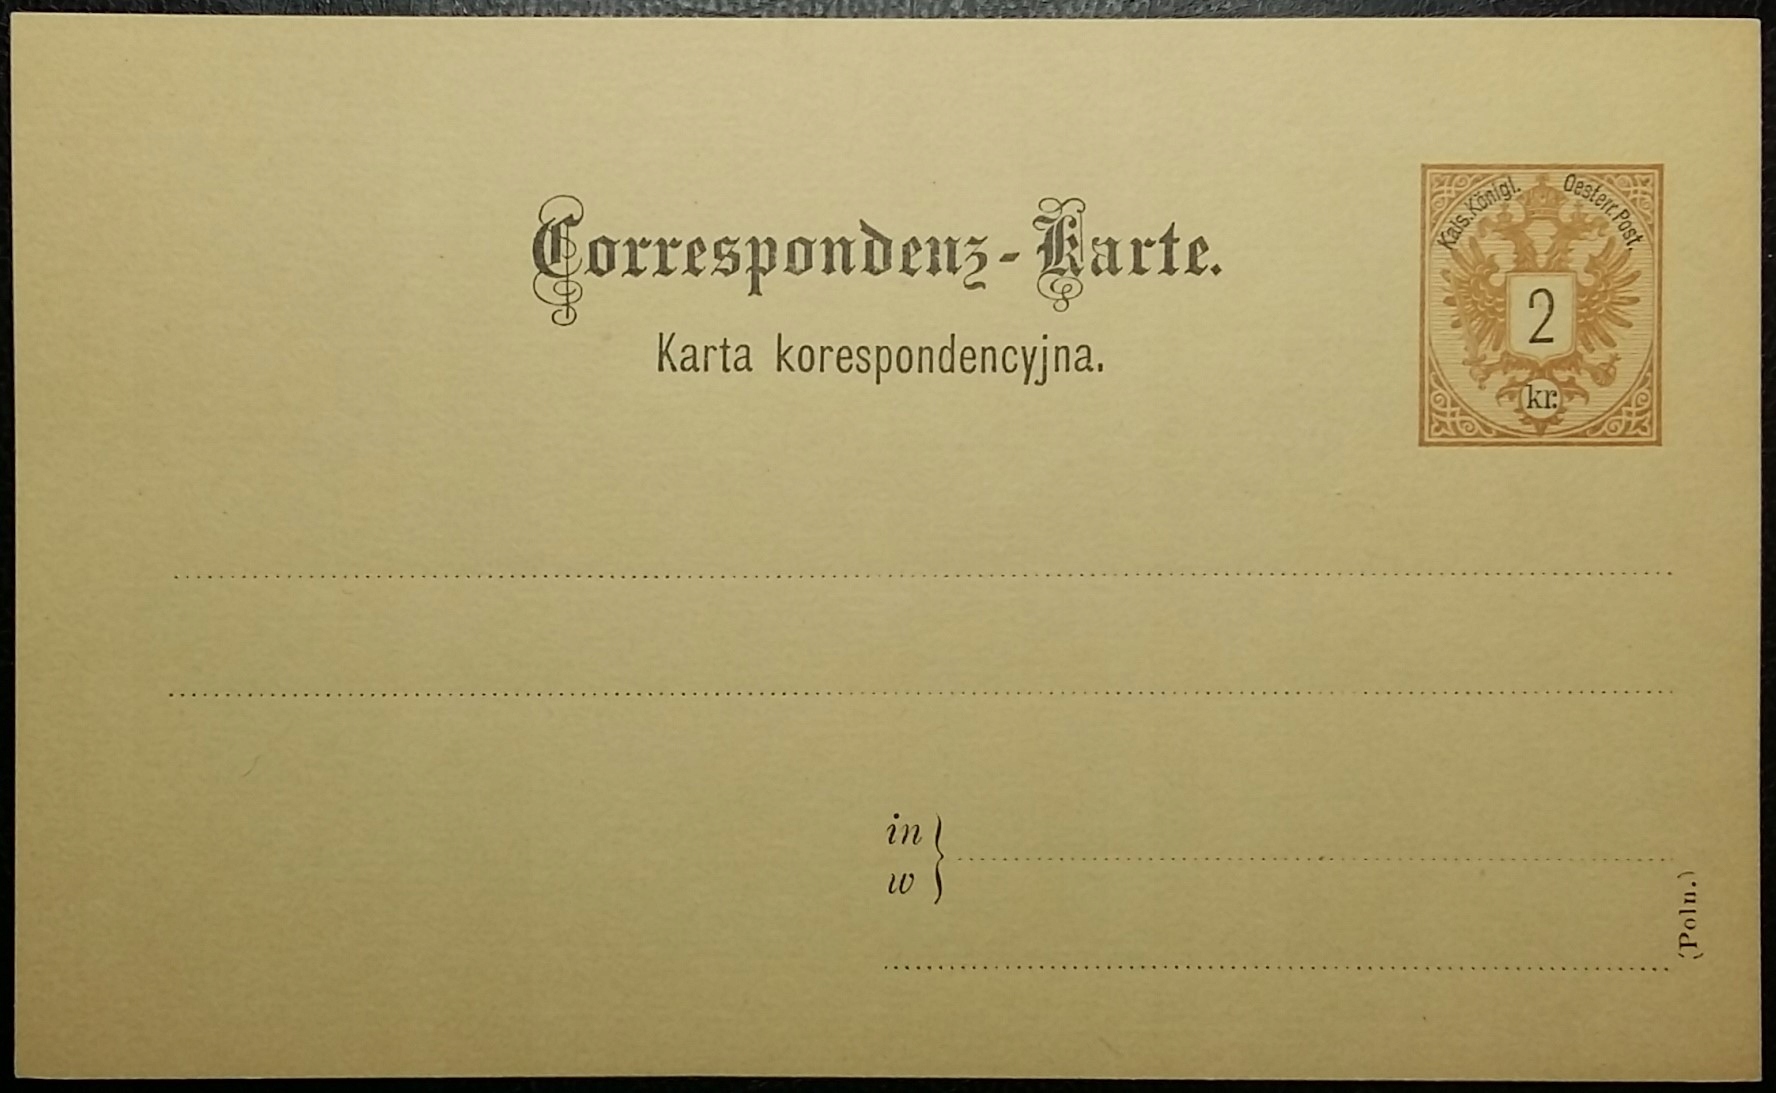 Correspondenz-Karte.
Karta korespondencyjna.
Kais. Königl. Oesterr. Post
2
kr.
in
w
(Poln.)